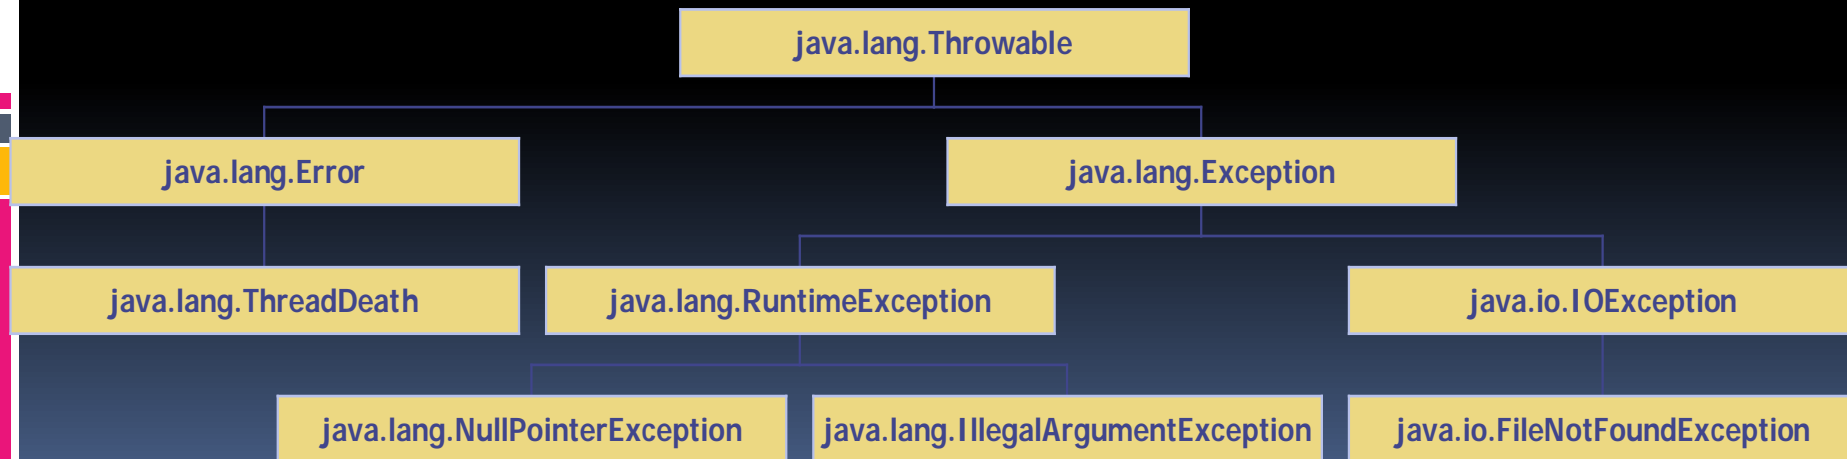 java.lang.Throwable
java.lang.Error
java.lang.Exception
java.lang.ThreadDeath
java.lang.RuntimeException
java.io.IOException
java.lang.NullPointerException
java.lang.IllegalArgumentException
java.io.FileNotFoundException